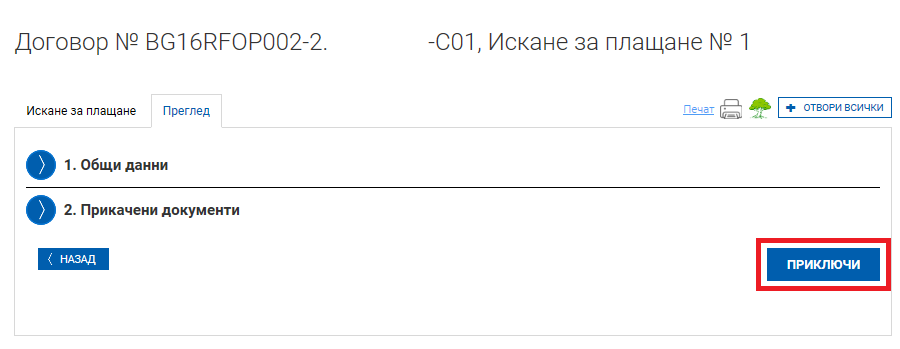 Договор № BG16RFOP002-2. -C01, Искане за плащане № 1
Искане за плащане Преглед Печат ОТВОРИ ВСИЧКИ
1. Общи данни
2. Прикачени документи
НАЗАД ПРИКЛЮЧИ